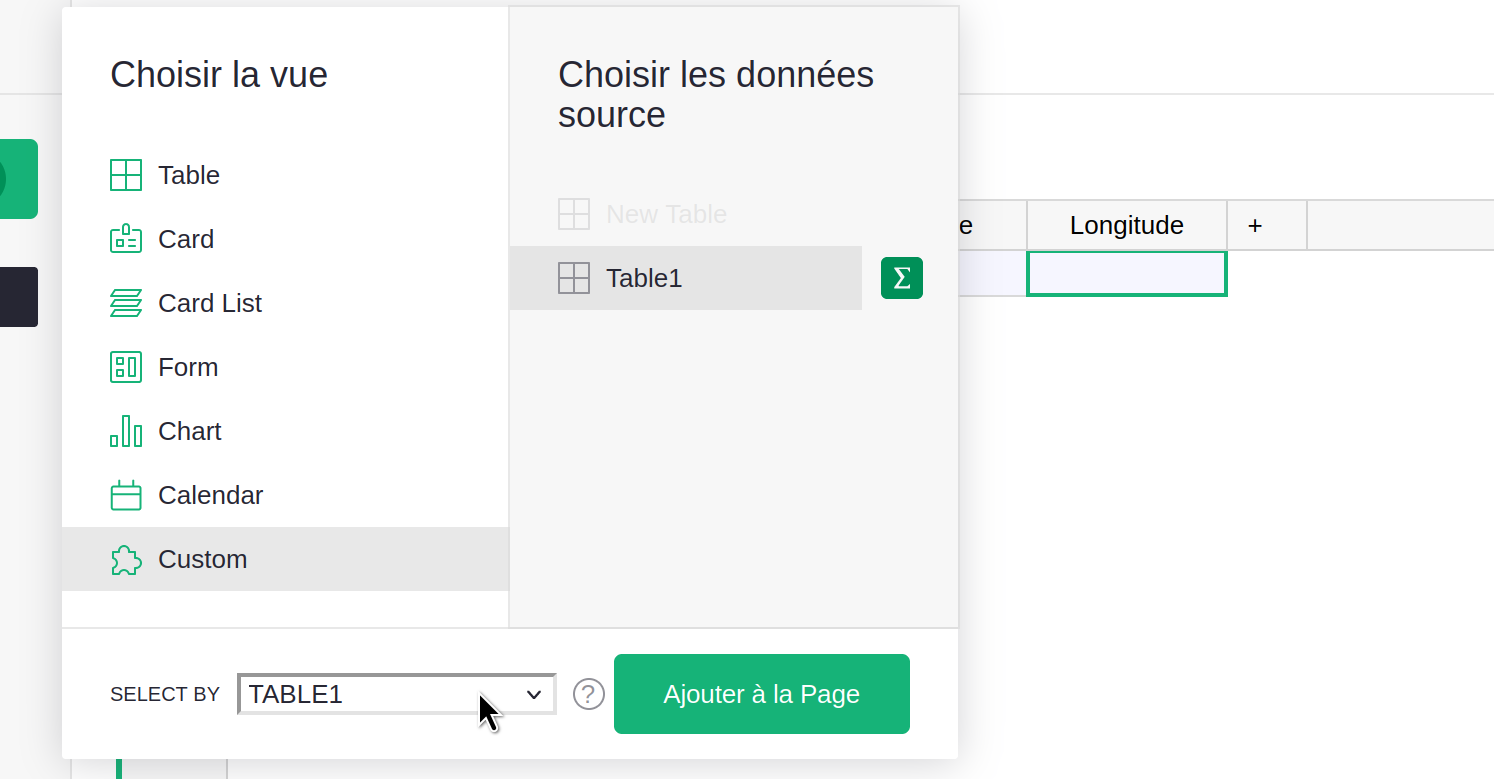 Choisir la vue
Table
Card
Card List
Form
Chart
Calendar
Custom
Choisir les données
source
New Table
Table1
Σ
e
Longitude
+
SELECT BY
TABLE1
?
Ajouter à la Page